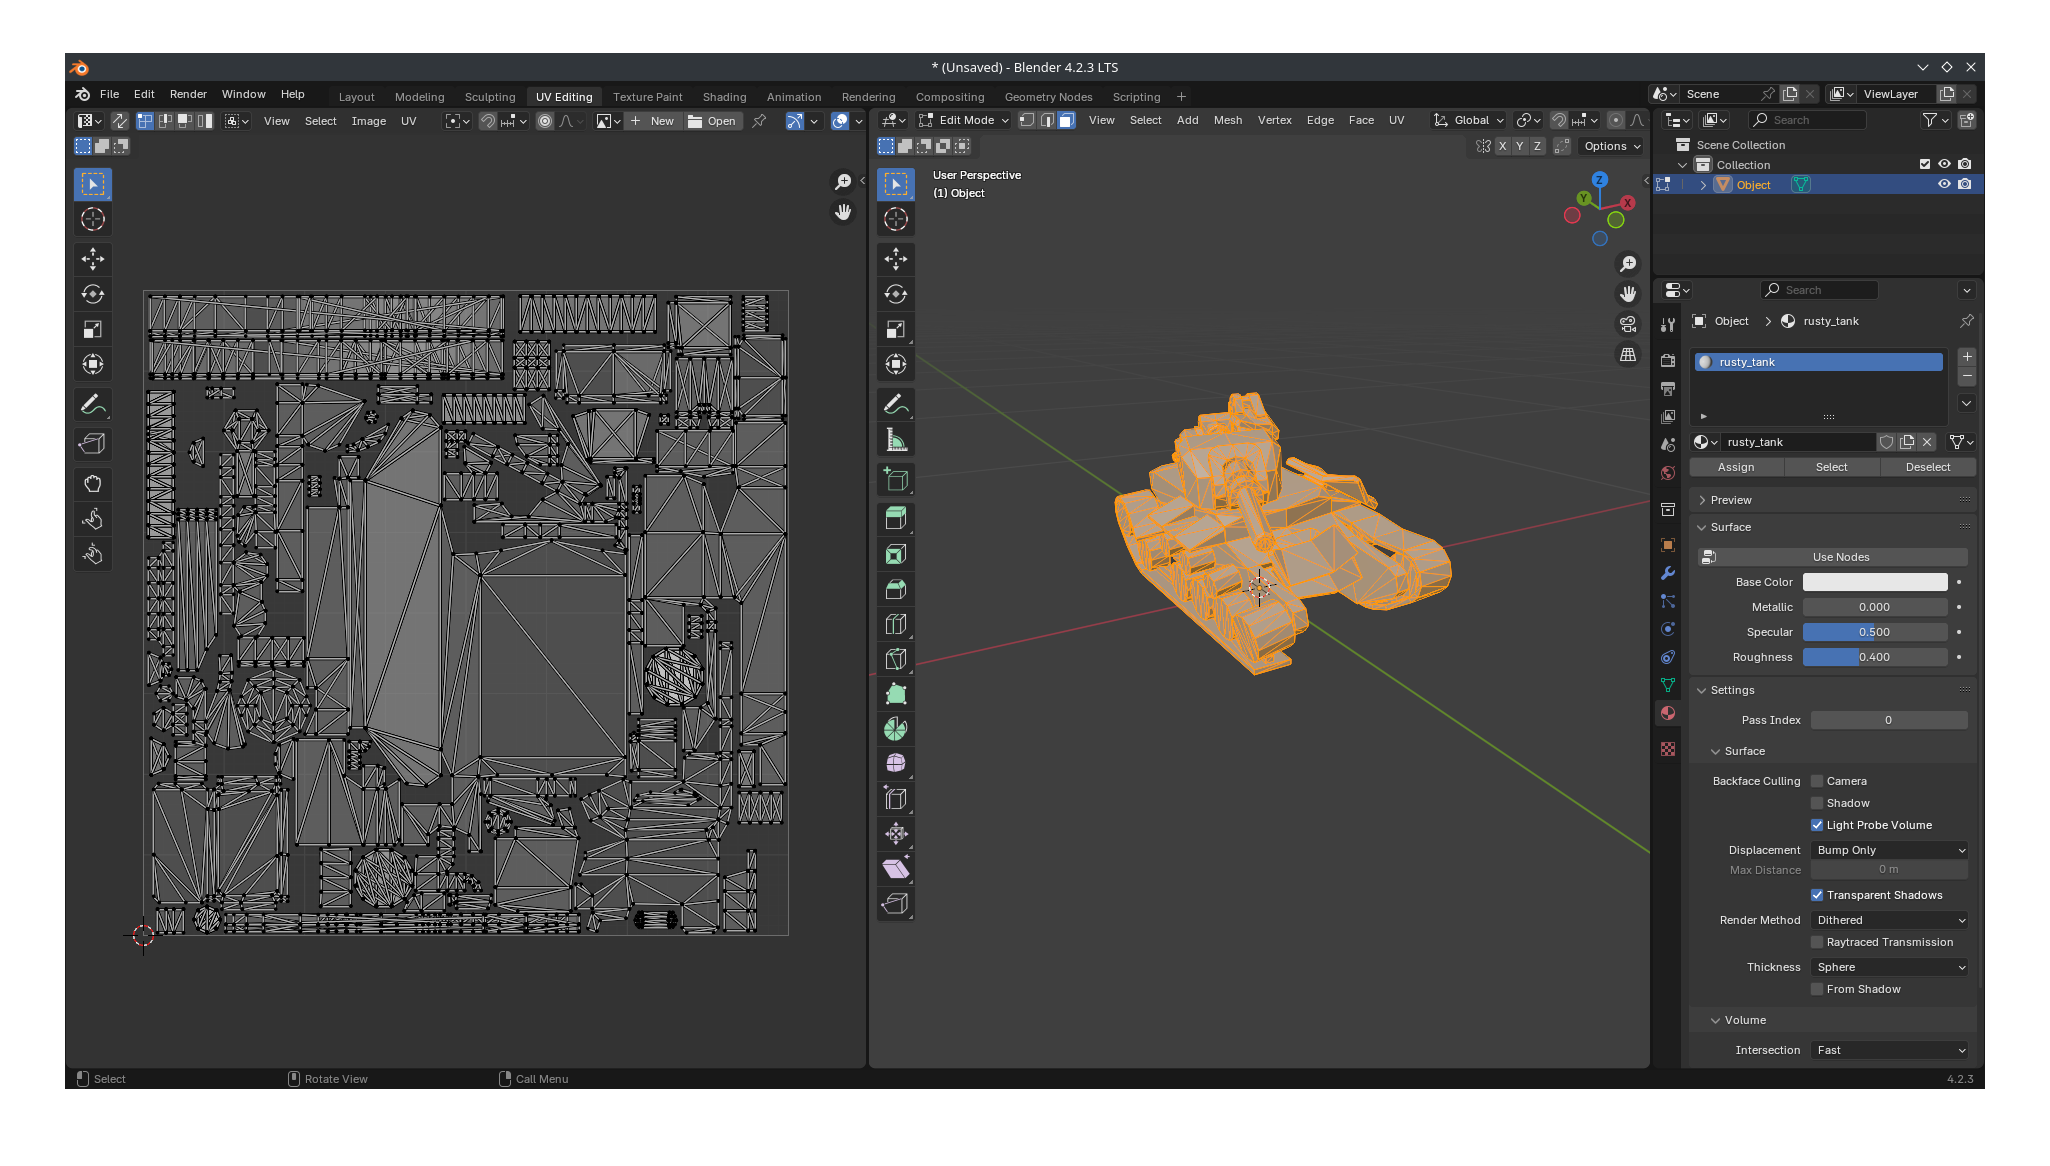 * (Unsaved) - Blender 4.2.3 LTS
File Edit Render Window Help Layout Modeling Sculpting UV Editing Texture Paint Shading Animation Rendering Compositing Geometry Nodes Scripting + Scene ViewLayer
View Select Image UV New Open
Edit Mode View Select Add Mesh Vertex Edge Face UV Global
X Y Z Options
User Perspective
(1) Object
Z
Y
X
Search
Scene Collection
Collection
Object
Search
Object > rusty_tank
rusty_tank
rusty_tank
Assign Select Deselect
Preview
Surface
Use Nodes
Base Color
Metallic 0.000
Specular 0.500
Roughness 0.400
Settings
Pass Index 0
Surface
Backface Culling Camera
Shadow
Light Probe Volume
Displacement Bump Only
Max Distance 0 m
Transparent Shadows
Render Method Dithered
Raytraced Transmission
Thickness Sphere
From Shadow
Volume
Intersection Fast
Select Rotate View Call Menu 4.2.3